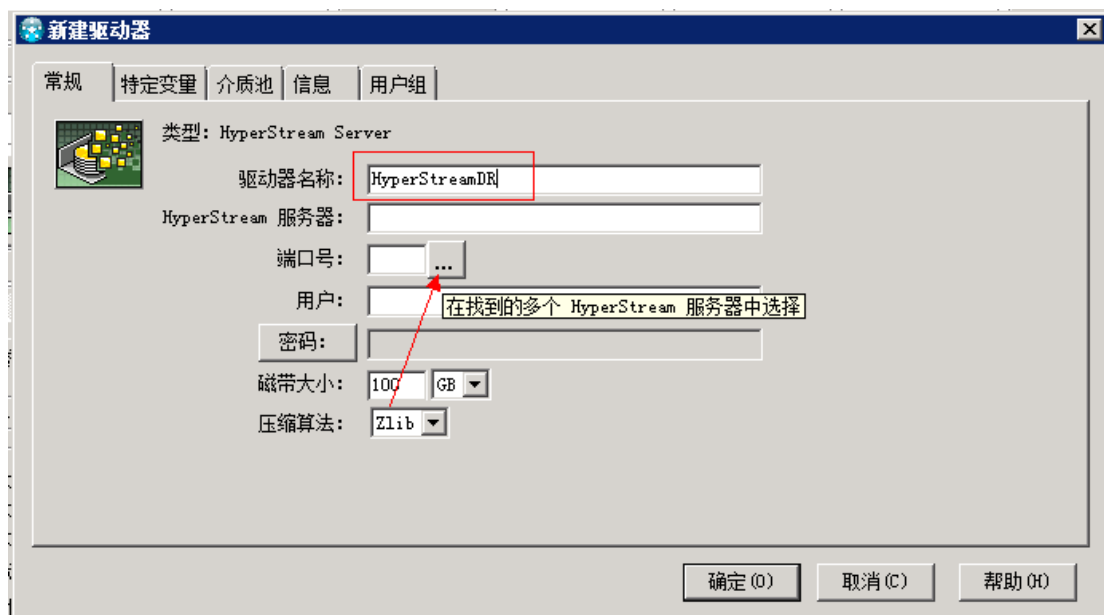 新建驱动器
常规 特定变量 介质池 信息 用户组
类型: HyperStream Server
驱动器名称: HyperStreamDR
HyperStream 服务器:
端口号: ...
用户:
在找到的多个 HyperStream 服务器中选择
密码:
磁带大小: 100 GB
压缩算法: Zlib
确定(O) 取消(C) 帮助(H)